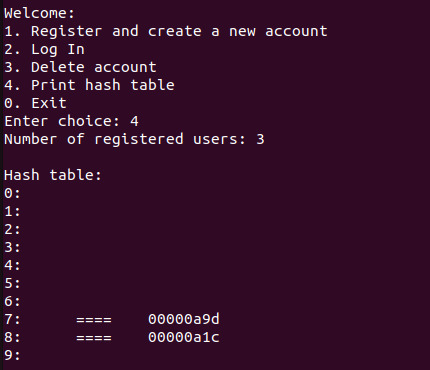 Welcome:
1. Register and create a new account
2. Log In
3. Delete account
4. Print hash table
0. Exit
Enter choice: 4
Number of registered users: 3

Hash table:
0:
1:
2:
3:
4:
5:
6:
7:      ====    00000a9d
8:      ====    00000a1c
9: